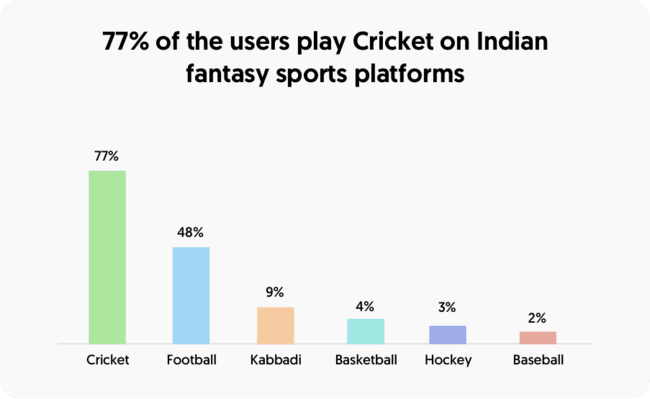 77% of the users play Cricket on Indian
fantasy sports platforms
77%
48%
9%
4%
3%
2%
Cricket
Football
Kabbadi
Basketball
Hockey
Baseball